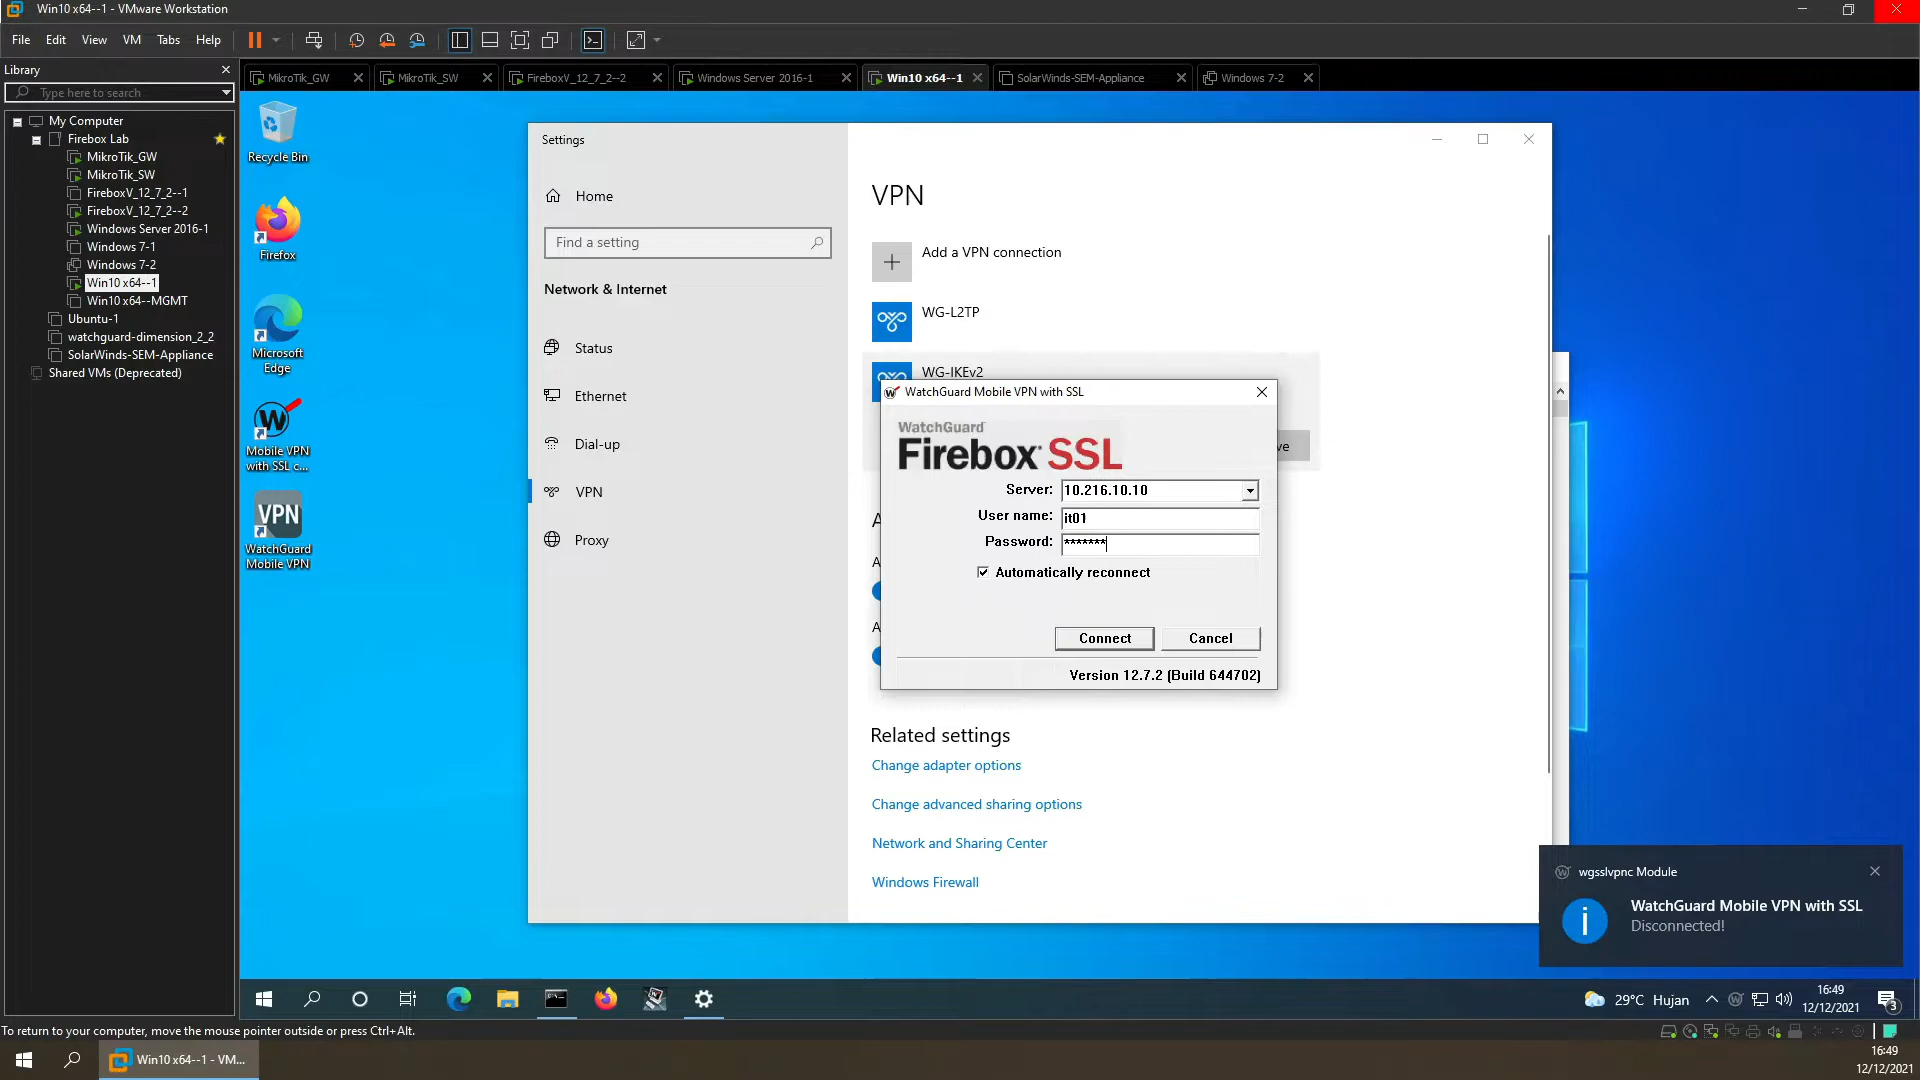 Win10 x64--1 - VMware Workstation
File Edit View VM Tabs Help
Library
Type here to search
My Computer
Firebox Lab
MikroTik_GW
MikroTik_SW
FireboxV_12_7_2--1
FireboxV_12_7_2--2
Windows Server 2016-1
Windows 7-1
Windows 7-2
Win10 x64--1
Win10 x64--MGMT
Ubuntu-1
watchguard-dimension_2_2
SolarWinds-SEM-Appliance
Shared VMs (Deprecated)
MikroTik_GW MikroTik_SW FireboxV_12_7_2--2 Windows Server 2016-1 Win10 x64--1 SolarWinds-SEM-Appliance Windows 7-2
Recycle Bin
Firefox
Microsoft
Edge
Mobile VPN
with SSL c...
VPN
WatchGuard
Mobile VPN
Settings
Home
Find a setting
Network & Internet
Status
Ethernet
Dial-up
VPN
Proxy
VPN
Add a VPN connection
WG-L2TP
WG-IKEv2
ve
A
A
A
WatchGuard Mobile VPN with SSL
WatchGuard
Firebox SSL
Server: 10.216.10.10
User name: it01
Password: *******
Automatically reconnect
Connect Cancel
Version 12.7.2 (Build 644702)
Related settings
Change adapter options
Change advanced sharing options
Network and Sharing Center
Windows Firewall
wgsslvpnc Module
WatchGuard Mobile VPN with SSL
Disconnected!
29°C Hujan
16:49
12/12/2021
3
To return to your computer, move the mouse pointer outside or press Ctrl+Alt.
Win10 x64--1 - VM...
16:49
12/12/2021